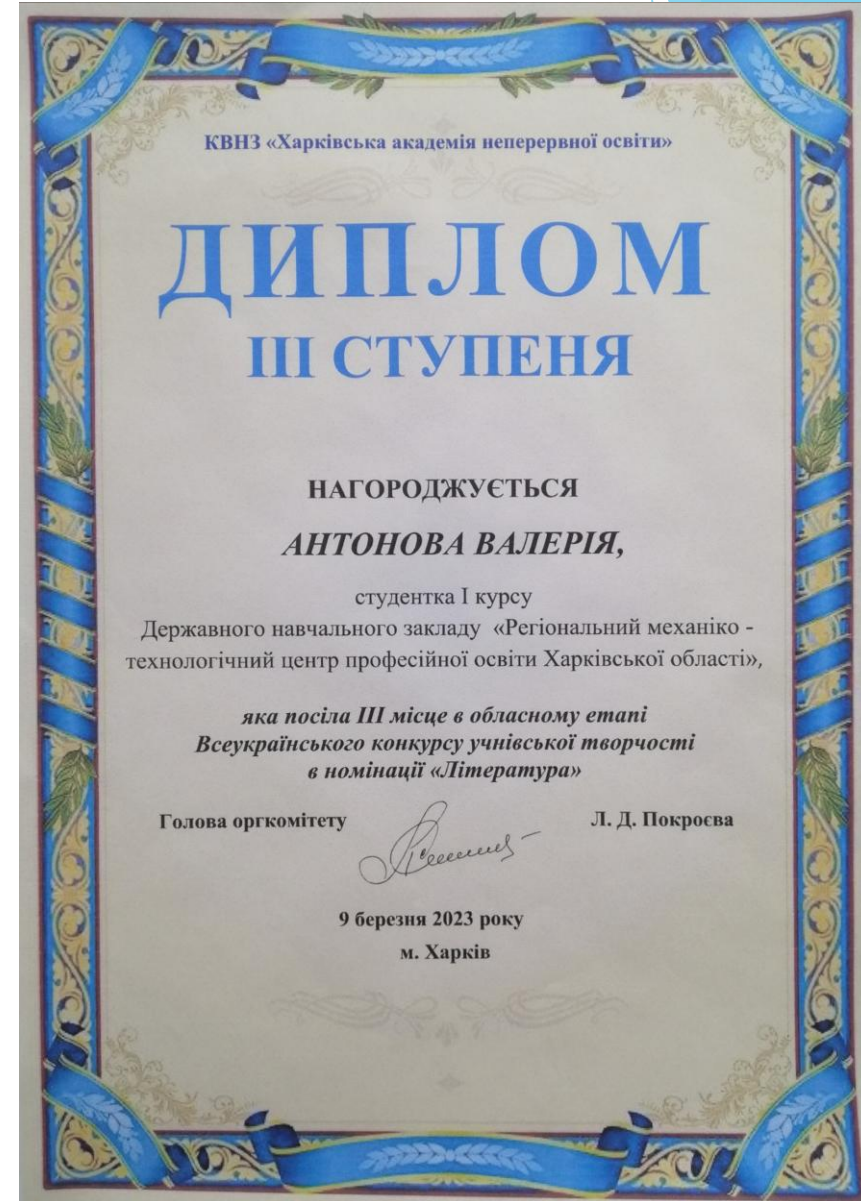 КВНЗ «Харківська академія неперервної освіти»
ДИПЛОМ
ІІІ СТУПЕНЯ
НАГОРОДЖУЄТЬСЯ
АНТОНОВА ВАЛЕРІЯ,
студентка І курсу
Державного навчального закладу «Регіональний механіко -
технологічний центр професійної освіти Харківської області»,
яка посіла ІІІ місце в обласному етапі
Всеукраїнського конкурсу учнівської творчості
в номінації «Література»
Голова оргкомітету Л. Д. Покроєва
9 березня 2023 року
м. Харків